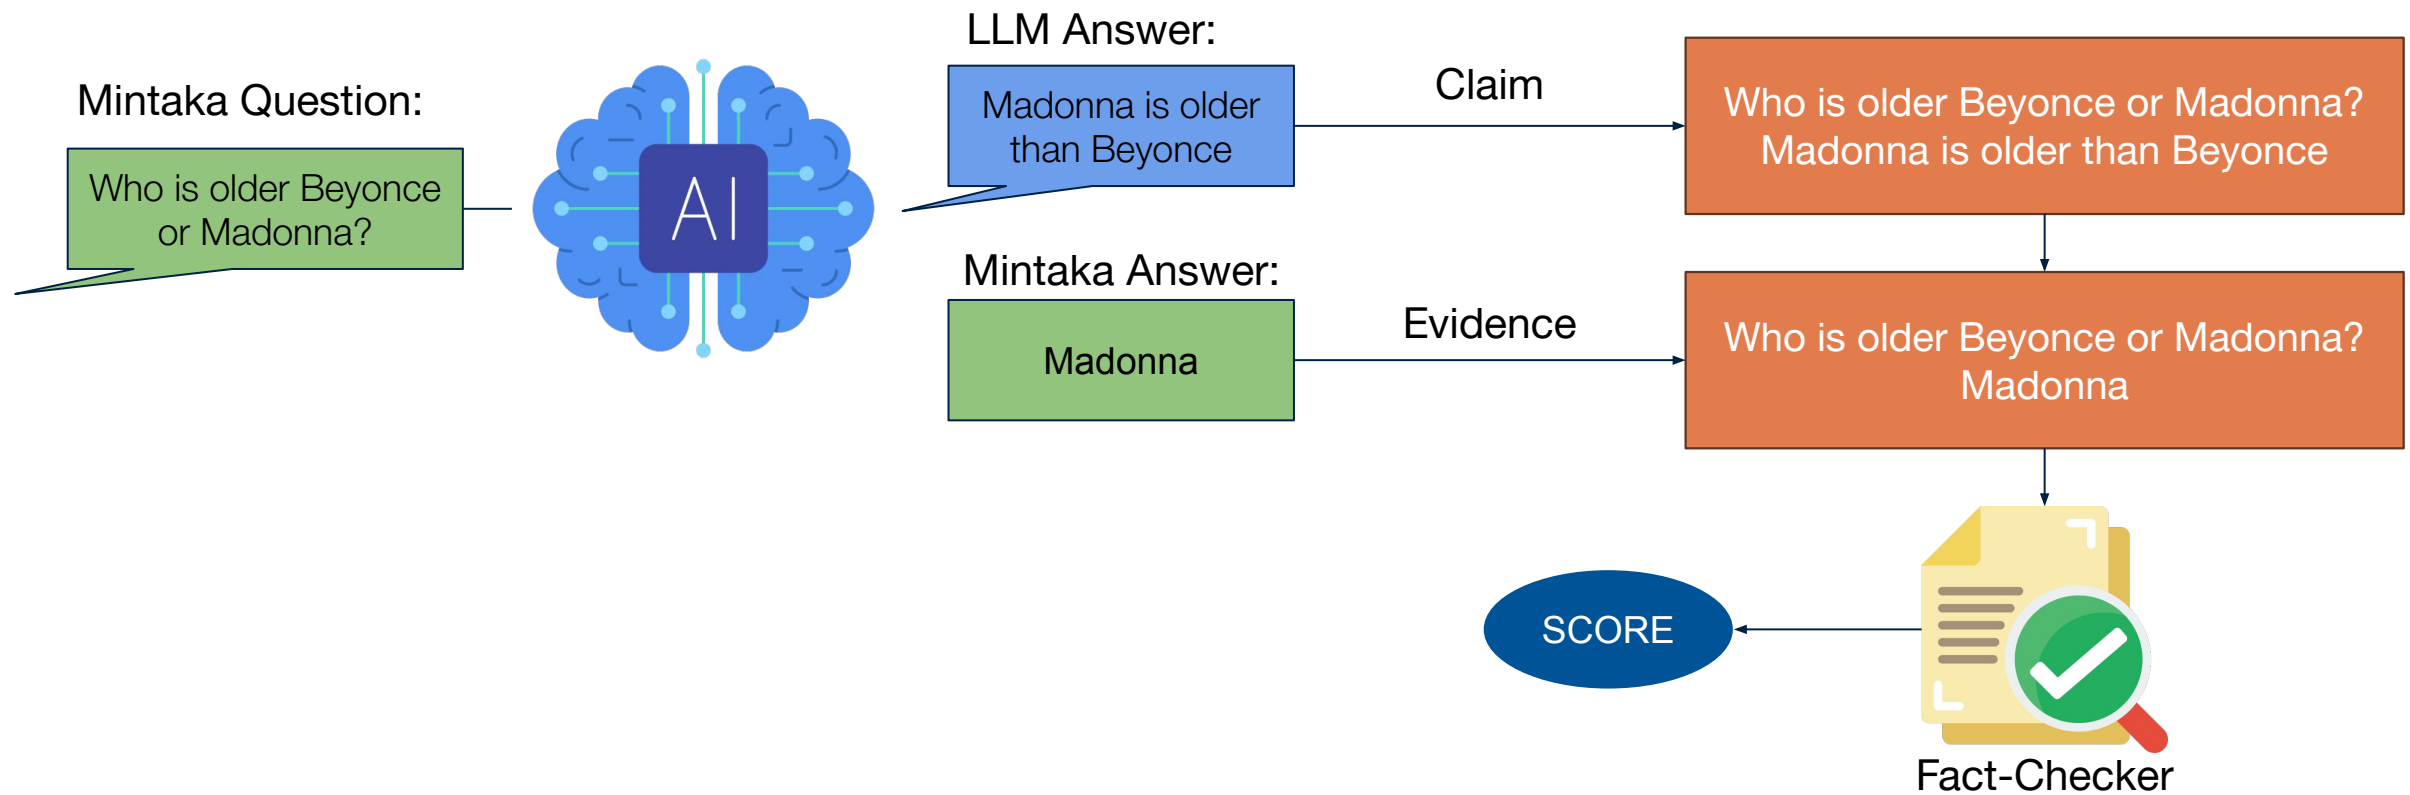 Mintaka Question:
Who is older Beyonce
or Madonna?
AI
LLM Answer:
Madonna is older
than Beyonce
Claim
Who is older Beyonce or Madonna?
Madonna is older than Beyonce
Mintaka Answer:
Madonna
Evidence
Who is older Beyonce or Madonna?
Madonna
SCORE
Fact-Checker